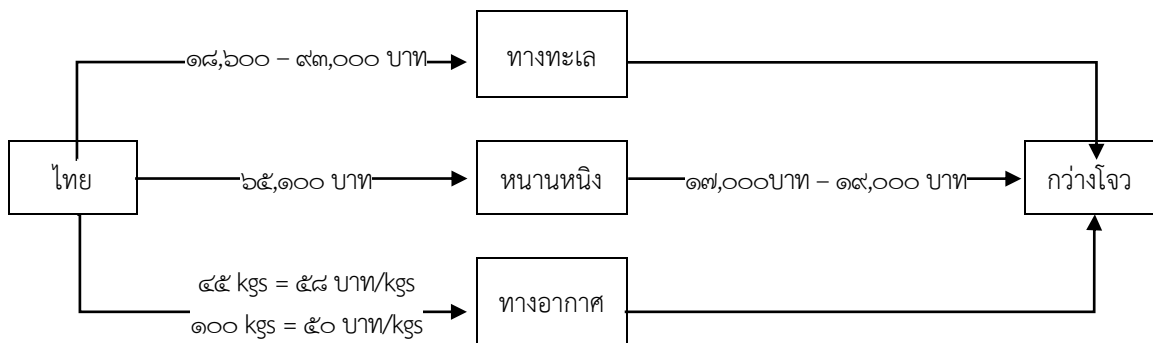 ๑๘,๖๐๐ – ๙๓,๐๐๐ บาท
ทางทะเล
ไทย
๖๕,๑๐๐ บาท
หนานหนิง
๑๗,๐๐๐บาท – ๑๙,๐๐๐ บาท
กว่างโจว
๔๕ kgs = ๕๘ บาท/kgs
๑๐๐ kgs = ๕๐ บาท/kgs
ทางอากาศ